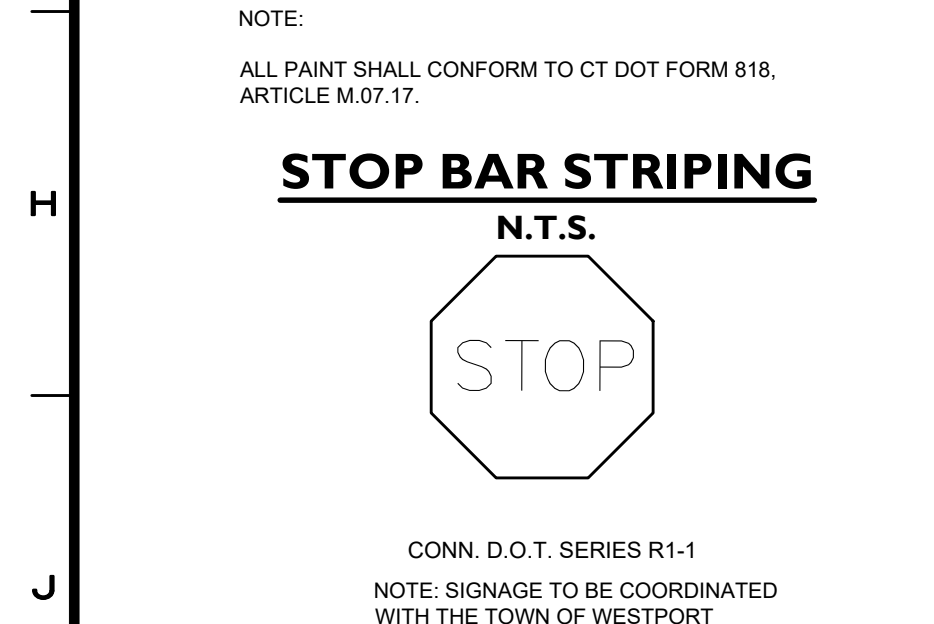 NOTE:
ALL PAINT SHALL CONFORM TO CT DOT FORM 818,
ARTICLE M.07.17.
STOP BAR STRIPING
N.T.S.
H
STOP
CONN. D.O.T. SERIES R1-1
J
NOTE: SIGNAGE TO BE COORDINATED
WITH THE TOWN OF WESTPORT